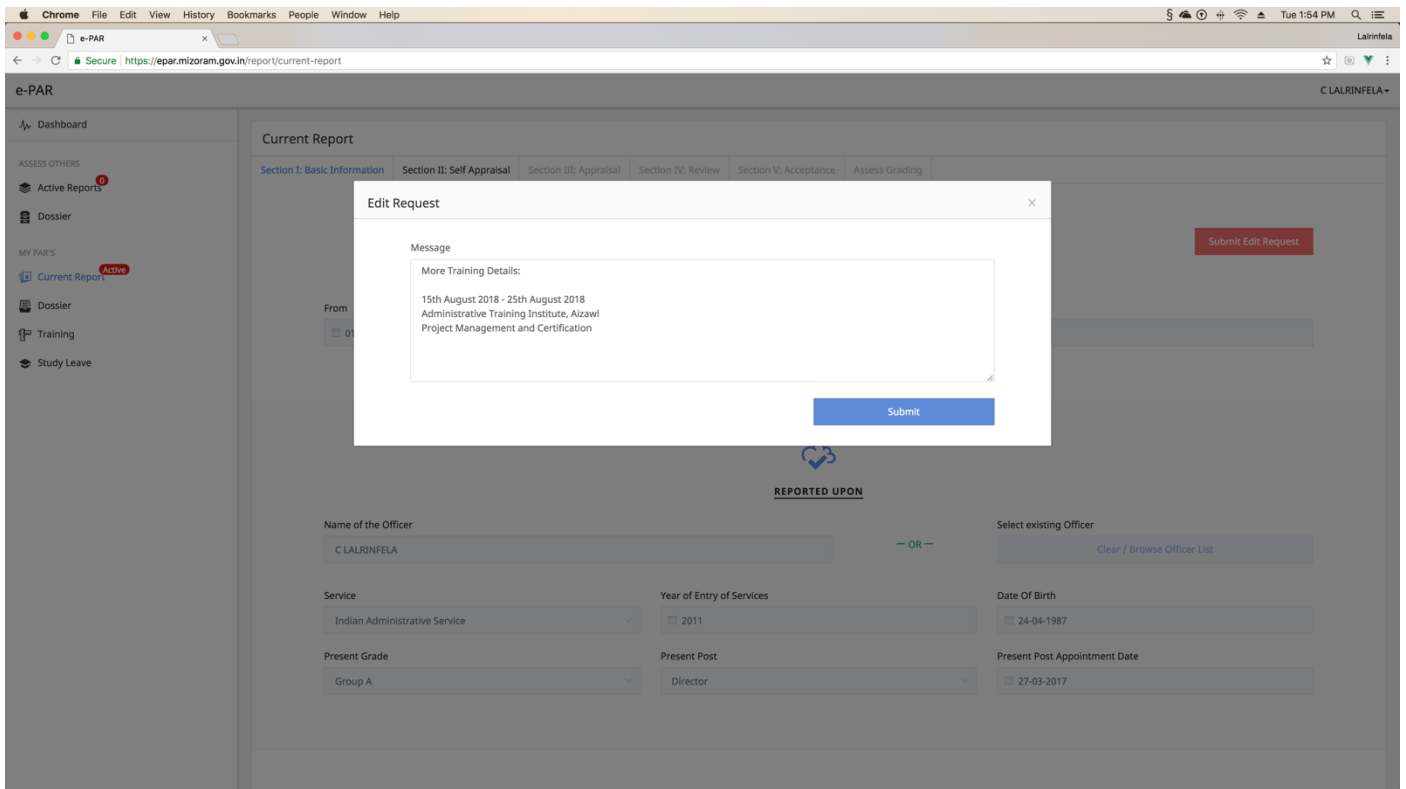 Chrome File Edit View History Bookmarks People Window Help
Tue 1:54 PM
e-PAR
Lalrinfela
Secure https://epar.mizoram.gov.in/report/current-report
e-PAR
C LALRINFELA
Dashboard
ASSESS OTHERS
Active Reports 0
Dossier
MY PAR'S
Current Report Active
Dossier
Training
Study Leave
Current Report
Section I: Basic Information Section II: Self Appraisal Section III: Appraisal Section IV: Review Section V: Acceptance Assess Grading
Edit Request
Submit Edit Request
Message
More Training Details:
15th August 2018 - 25th August 2018
Administrative Training Institute, Aizawl
Project Management and Certification
Submit
From
01
REPORTED UPON
Name of the Officer
C LALRINFELA
— OR —
Select existing Officer
Clear / Browse Officer List
Service Year of Entry of Services Date Of Birth
Indian Administrative Service 2011 24-04-1987
Present Grade Present Post Present Post Appointment Date
Group A Director 27-03-2017